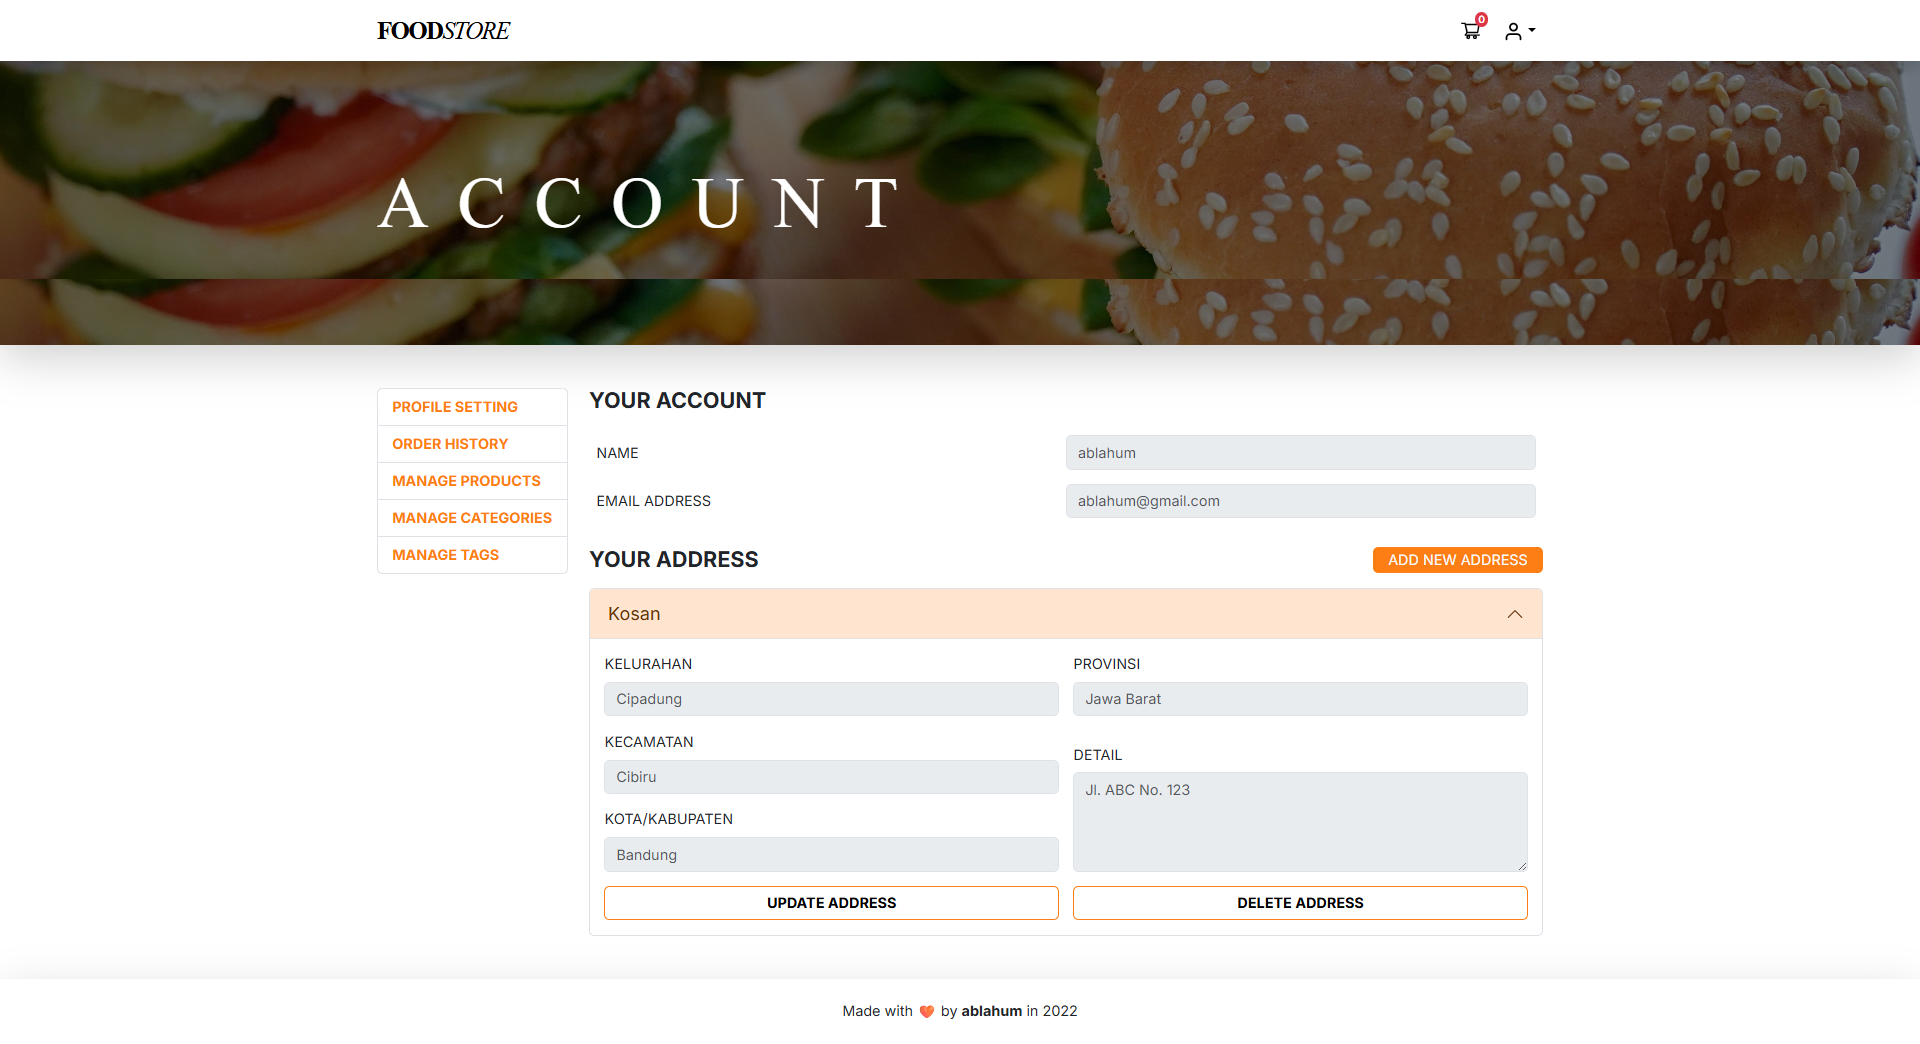 FOODSTORE
0
ACCOUNT
PROFILE SETTING
ORDER HISTORY
MANAGE PRODUCTS
MANAGE CATEGORIES
MANAGE TAGS
YOUR ACCOUNT
NAME
ablahum
EMAIL ADDRESS
ablahum@gmail.com
YOUR ADDRESS
ADD NEW ADDRESS
Kosan
KELURAHAN
Cipadung
KECAMATAN
Cibiru
KOTA/KABUPATEN
Bandung
PROVINSI
Jawa Barat
DETAIL
Jl. ABC No. 123
UPDATE ADDRESS
DELETE ADDRESS
Made with 🧡 by ablahum in 2022